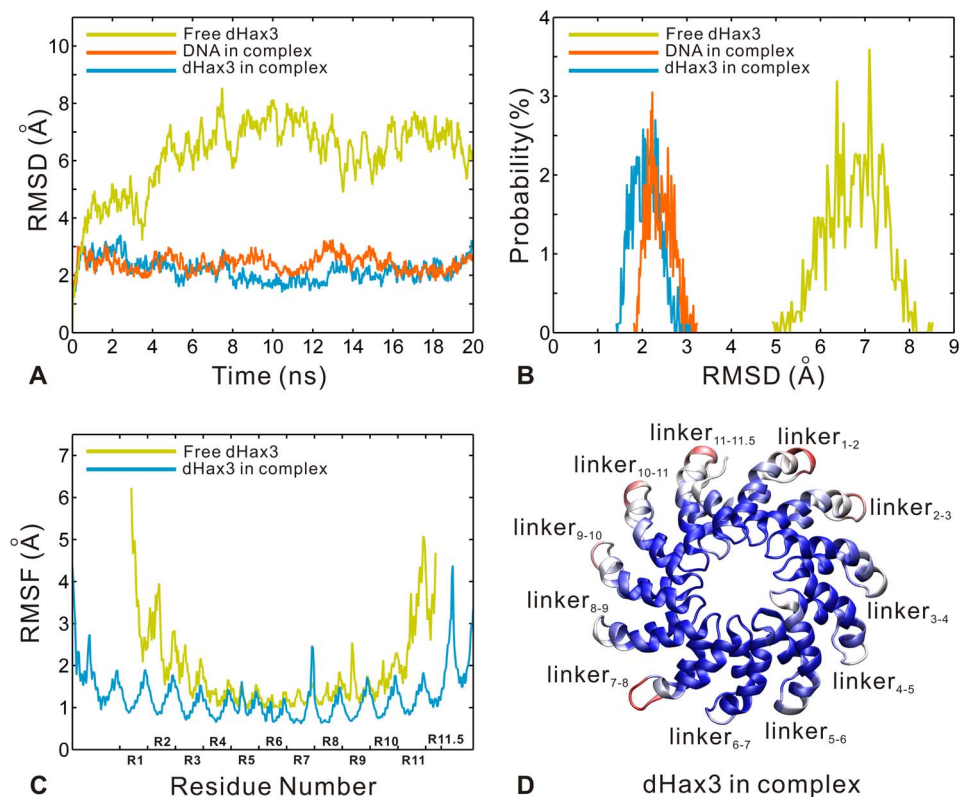 10
8
6
4
2
0
RMSD (Å)
Free dHax3
DNA in complex
dHax3 in complex
0 2 4 6 8 10 12 14 16 18 20
A
Time (ns)
4
3
2
1
0
Probability(%)
Free dHax3
DNA in complex
dHax3 in complex
0 1 2 3 4 5 6 7 8 9
B
RMSD (Å)
7
6
5
4
3
2
1
0
RMSF (Å)
Free dHax3
dHax3 in complex
R2 R4 R6 R8 R10 R11.5
R1 R3 R5 R7 R9 R11
C
Residue Number
linker11-11.5
linker1-2
linker10-11
linker2-3
linker9-10
linker8-9
linker3-4
linker7-8
linker4-5
linker6-7
linker5-6
D
dHax3 in complex